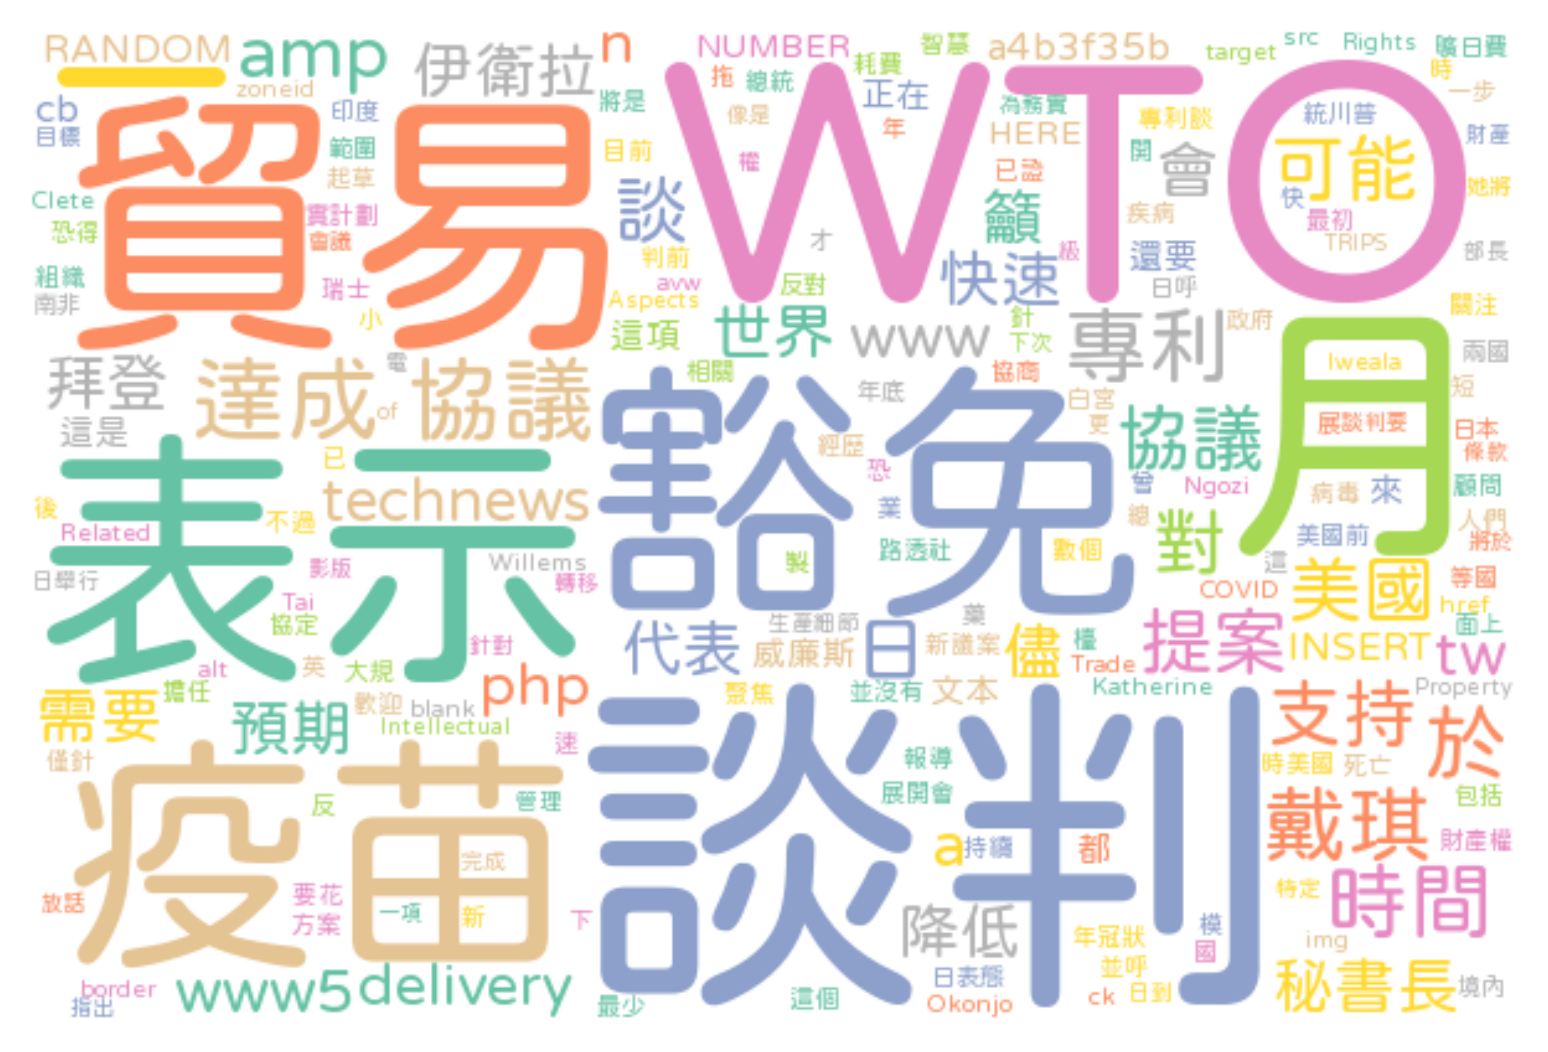 RANDOM amp 伊衛拉 n NUMBER 智慧 a4b3f35b target src Rights 曠日費
zoneid 拖 總統 耗費 時
cb 印度 將是 像是 正在 為務實 一步
目標 年 HERE 專利談 統川普 財產
貿易 WTO
範圍 目前 權 開 會 可能
起草 已證
Clete 實計劃 談 籲 疾病 快 她將
恐得 會議 最初
判前 才 級 還要 TRIPS 部長
組織 瑞士 avw 反對 快速 日呼
南非 小 Aspects 關注
這項 世界 www 針 專利 政府
下次
拜登 電 相關 協商 Iweala 兩國
達成 of 協議 年底 白宮 短
這是 更 協議 展談判要 日本
已 豁免 月
經歷 恐 條款
表示 technews 曾 Ngozi 病毒 來 顧問
後 不過 業 總 人們
Related 路透社 數個 對 美國前 將於
Willems 製 這
日舉行 影版 轉移 COVID 美國 等國
Tai 藥 href
協定 生產細節 面上
針對 代表 日 新議案 儘 檯 提案 INSERT tw
alt 英 大規 威廉斯 Trade
需要 擔任 php 聚焦 並沒有 文本 Katherine 支持 Property
預期 歡迎 blank
Intellectual 於
僅針 速 報導 時美國 死亡
疫苗 談判
反 管理 展開會 包括
a 持續 都 戴琪 財產權
完成
放話 要花 一項 新 下 特定 時間
方案 降低 年冠狀 模
國 img
border www5 delivery 日表態 並呼 秘書長 境內
指出 最少 這個 Okonjo ck 日到